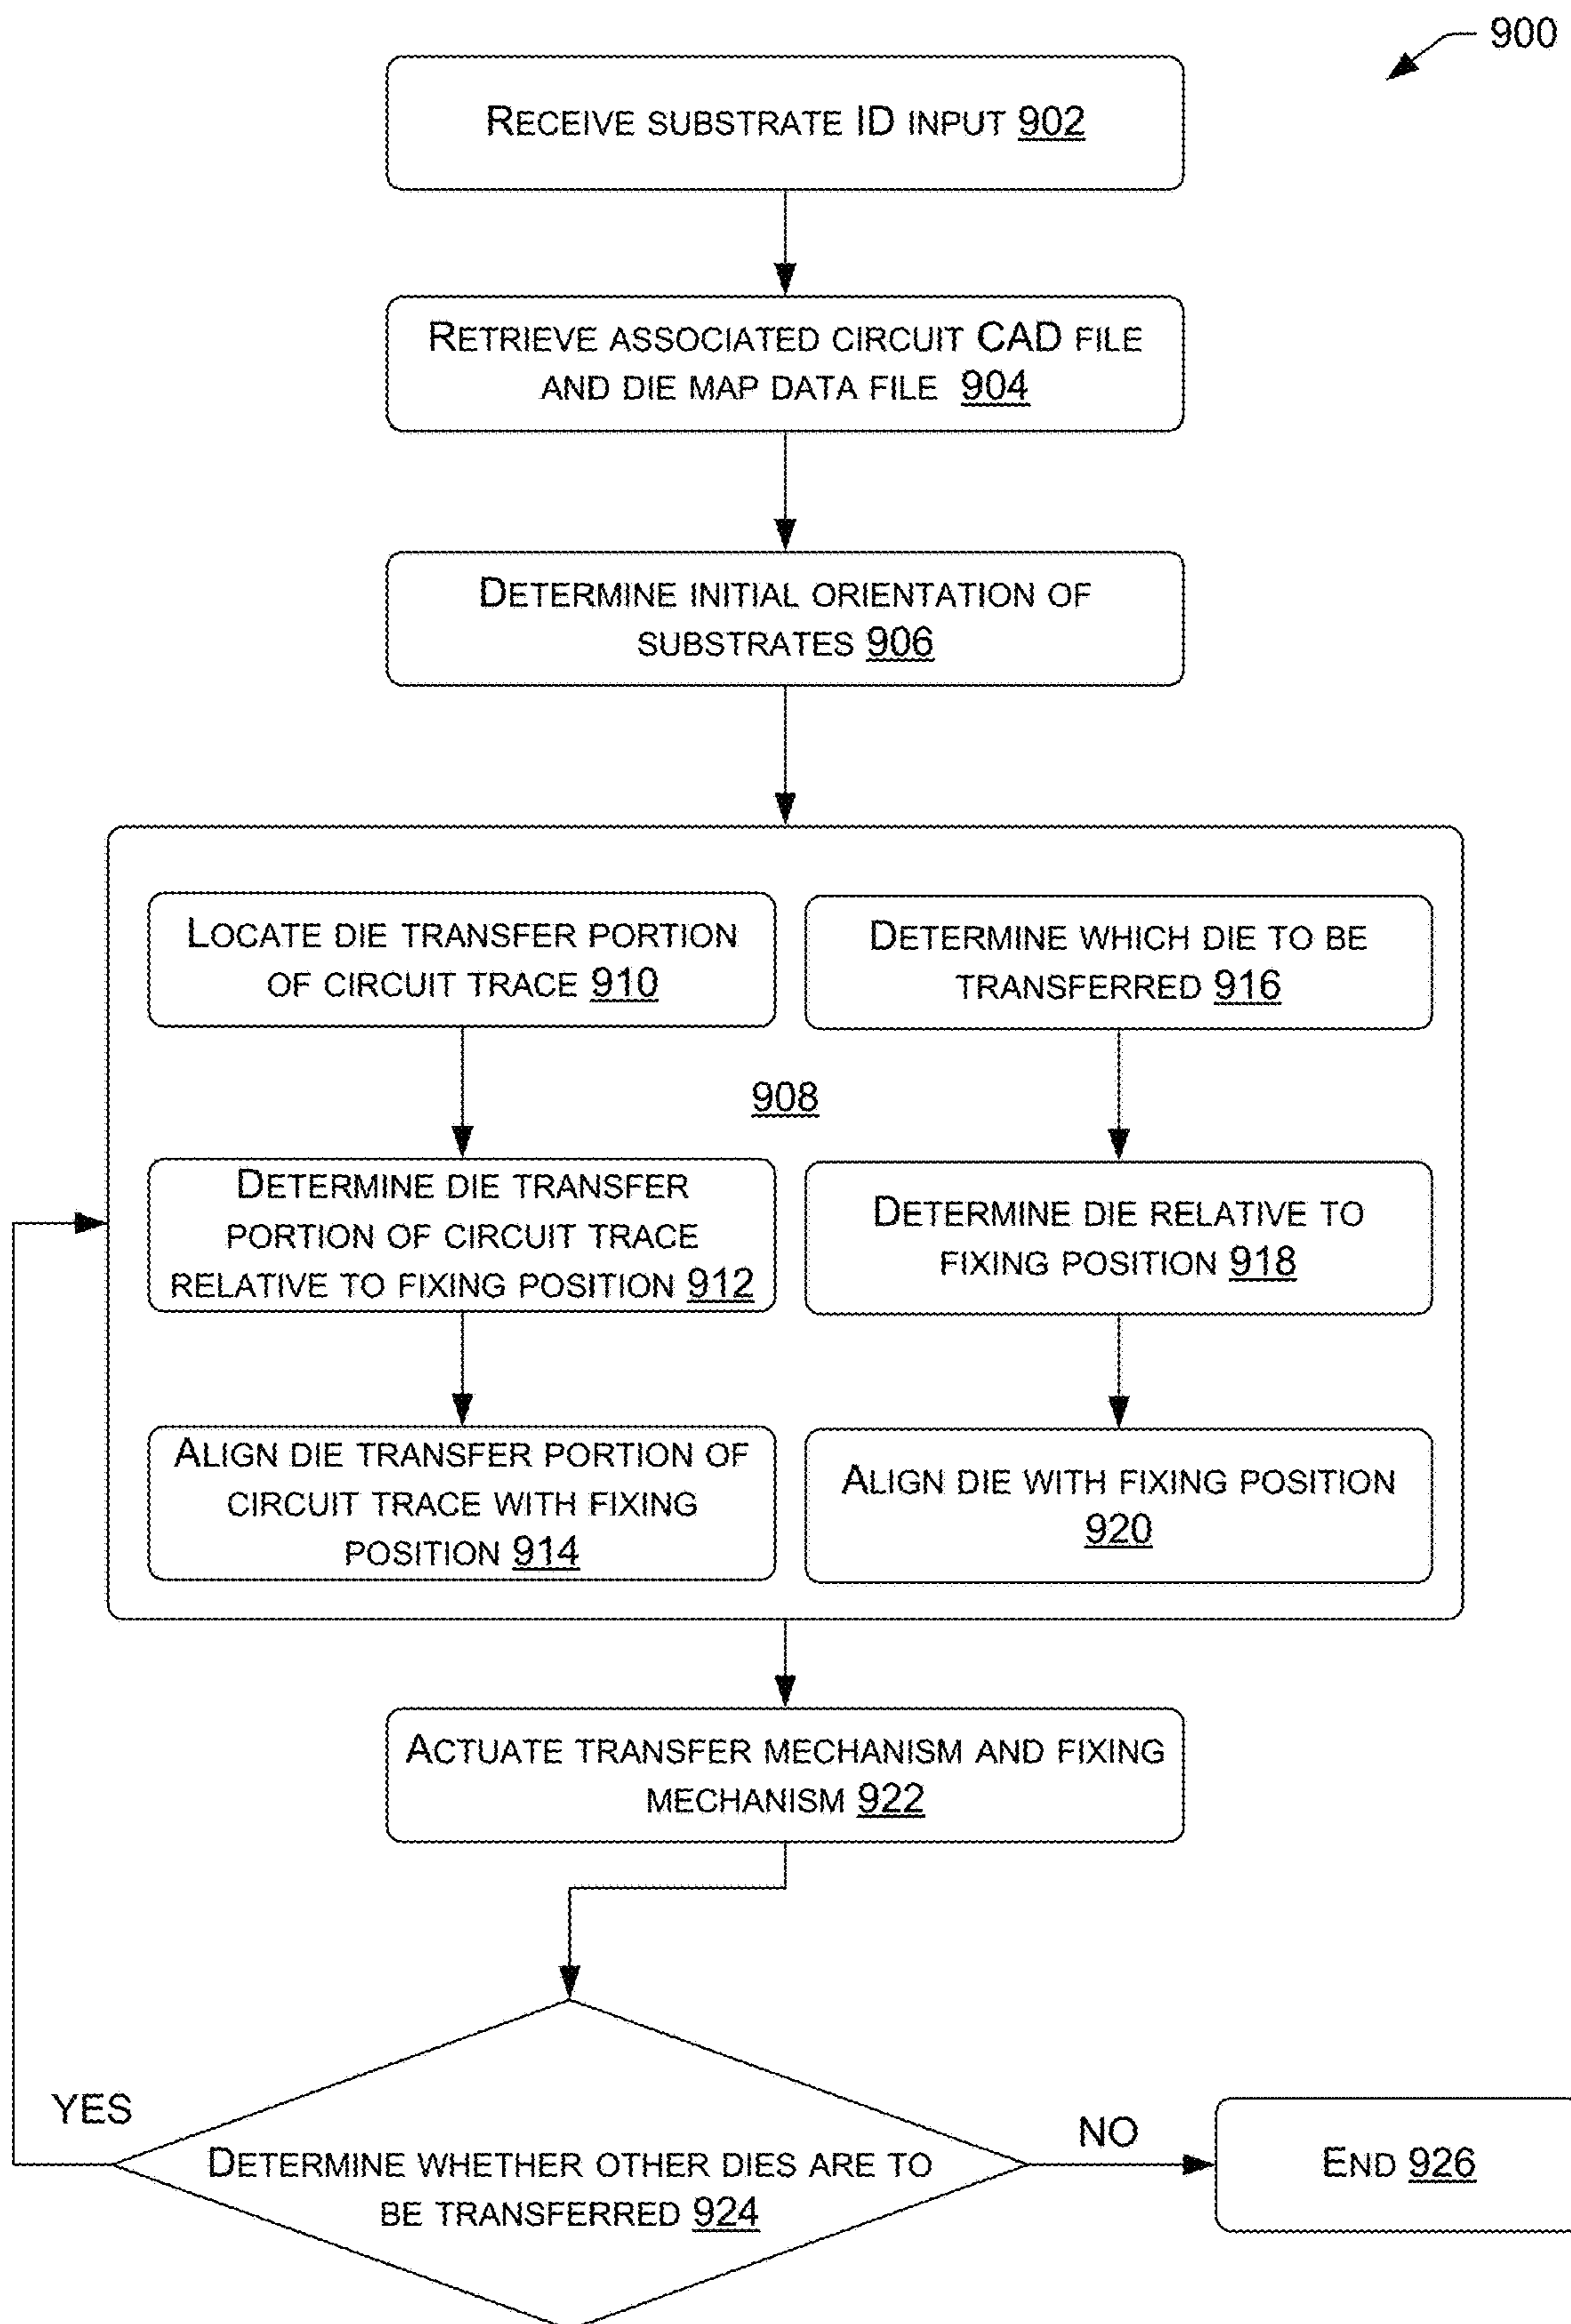 900
RECEIVE SUBSTRATE ID INPUT 902
RETRIEVE ASSOCIATED CIRCUIT CAD FILE
AND DIE MAP DATA FILE 904
DETERMINE INITIAL ORIENTATION OF
SUBSTRATES 906
LOCATE DIE TRANSFER PORTION
OF CIRCUIT TRACE 910
DETERMINE WHICH DIE TO BE
TRANSFERRED 916
908
DETERMINE DIE TRANSFER
PORTION OF CIRCUIT TRACE
RELATIVE TO FIXING POSITION 912
DETERMINE DIE RELATIVE TO
FIXING POSITION 918
ALIGN DIE TRANSFER PORTION OF
CIRCUIT TRACE WITH FIXING
POSITION 914
ALIGN DIE WITH FIXING POSITION
920
ACTUATE TRANSFER MECHANISM AND FIXING
MECHANISM 922
YES
DETERMINE WHETHER OTHER DIES ARE TO
BE TRANSFERRED 924
NO
END 926